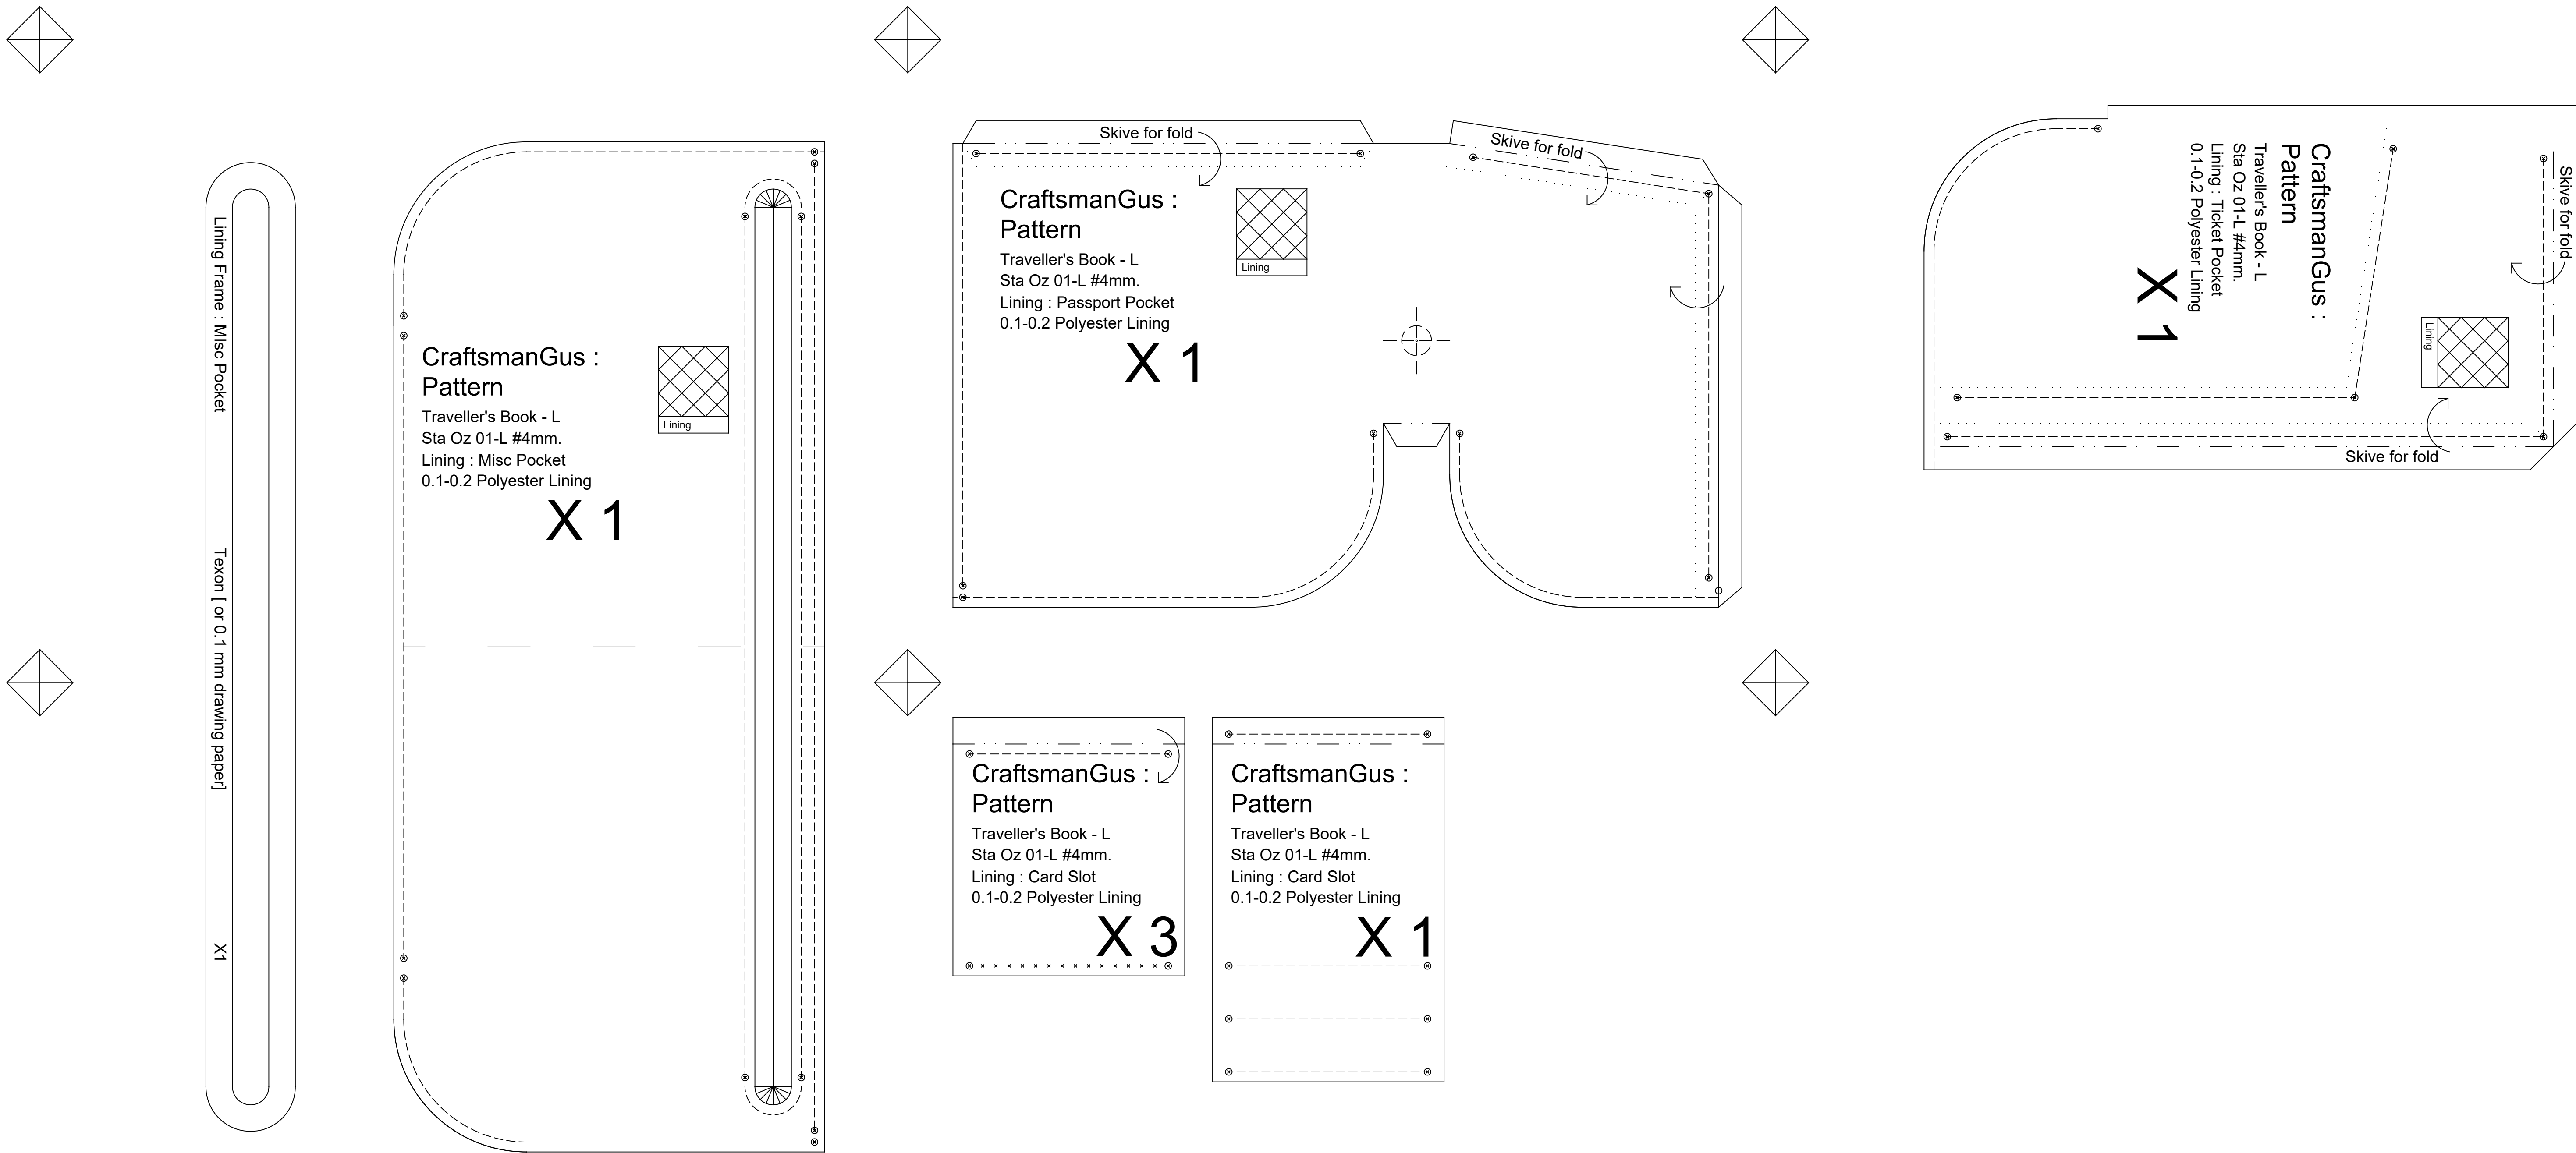 Lining Frame : MIsc Pocket
Texon [ or 0.1 mm drawing paper]
X1
CraftsmanGus :
Pattern
Traveller's Book - L
Sta Oz 01-L #4mm.
Lining : Misc Pocket
0.1-0.2 Polyester Lining
X 1
Lining
Skive for fold
Skive for fold
CraftsmanGus :
Pattern
Traveller's Book - L
Sta Oz 01-L #4mm.
Lining : Passport Pocket
0.1-0.2 Polyester Lining
X 1
Lining
CraftsmanGus :
Pattern
Traveller's Book - L
Sta Oz 01-L #4mm.
Lining : Card Slot
0.1-0.2 Polyester Lining
X 3
CraftsmanGus :
Pattern
Traveller's Book - L
Sta Oz 01-L #4mm.
Lining : Card Slot
0.1-0.2 Polyester Lining
X 1
CraftsmanGus :
Pattern
Traveller's Book - L
Sta Oz 01-L #4mm.
Lining : Ticket Pocket
0.1-0.2 Polyester Lining
X 1
Lining
Skive for fold
Skive for fold